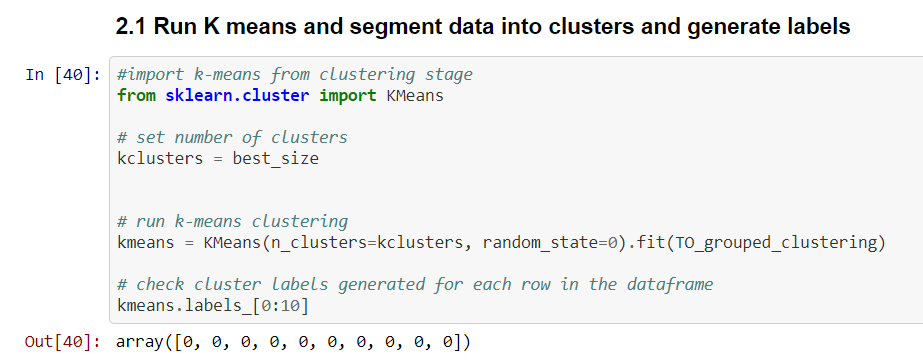 2.1 Run K means and segment data into clusters and generate labels
In [40]: #import k-means from clustering stage
from sklearn.cluster import KMeans
# set number of clusters
kclusters = best_size
# run k-means clustering
kmeans = KMeans(n_clusters=kclusters, random_state=0).fit(TO_grouped_clustering)
# check cluster labels generated for each row in the dataframe
kmeans.labels_[0:10]
Out[40]: array([0, 0, 0, 0, 0, 0, 0, 0, 0, 0])